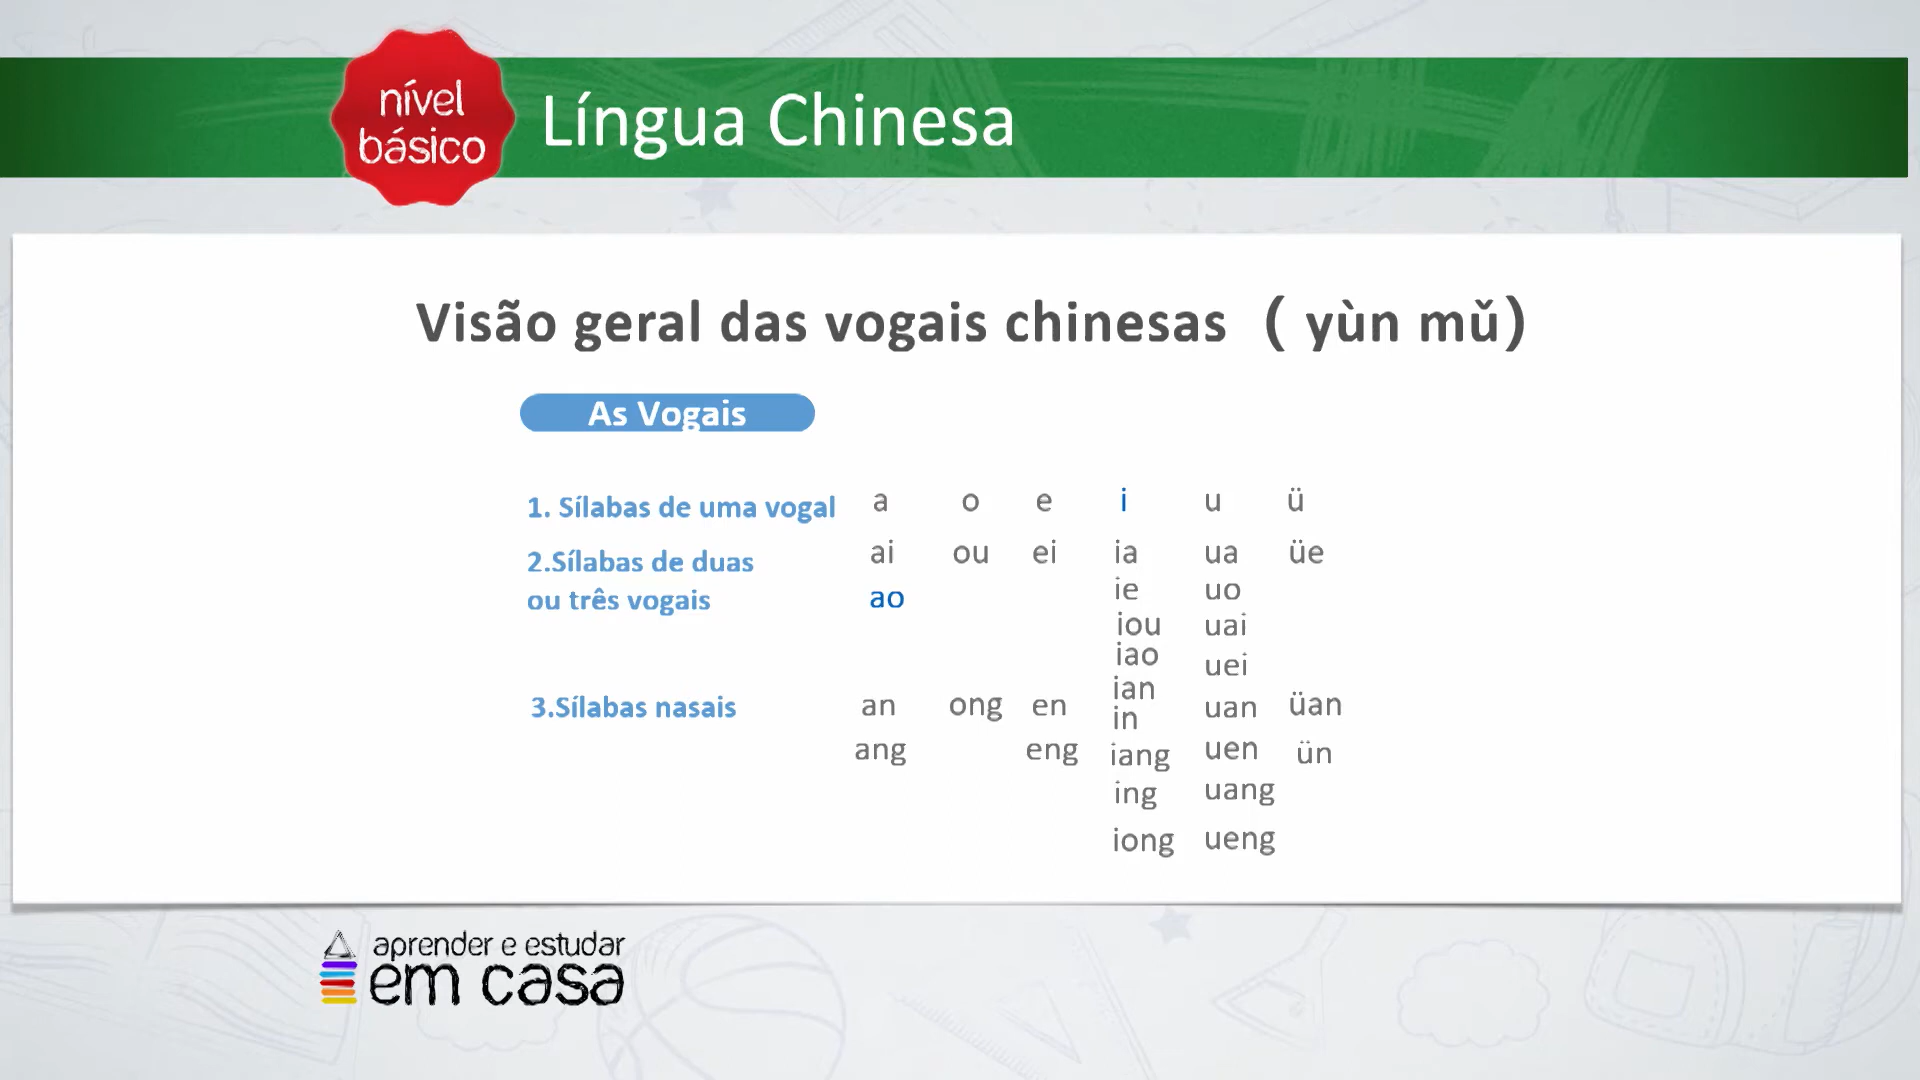 nível
básico
Língua Chinesa
Visão geral das vogais chinesas ( yùn mǔ)
As Vogais
1. Sílabas de uma vogal a o e i u ü
2.Sílabas de duas ai ou ei ia ua üe
ou três vogais ao ie uo
iou uai
iao uei
ian
3.Sílabas nasais an ong en in uan üan
ang eng iang uen ün
ing uang
iong ueng
aprender e estudar
em casa